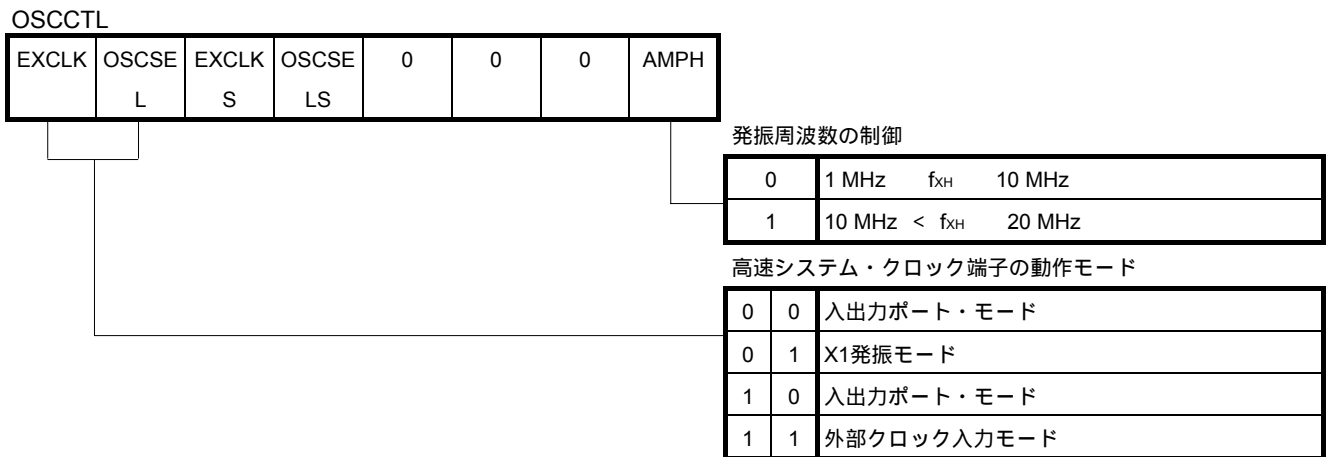 OSCCTL
EXCLK OSCSE EXCLK OSCSE 0 0 0 AMPH
L S LS
発振周波数の制御
0 1 MHz fXH 10 MHz
1 10 MHz < fXH 20 MHz
高速システム・クロック端子の動作モード
0 0 入出力ポート・モード
0 1 X1発振モード
1 0 入出力ポート・モード
1 1 外部クロック入力モード